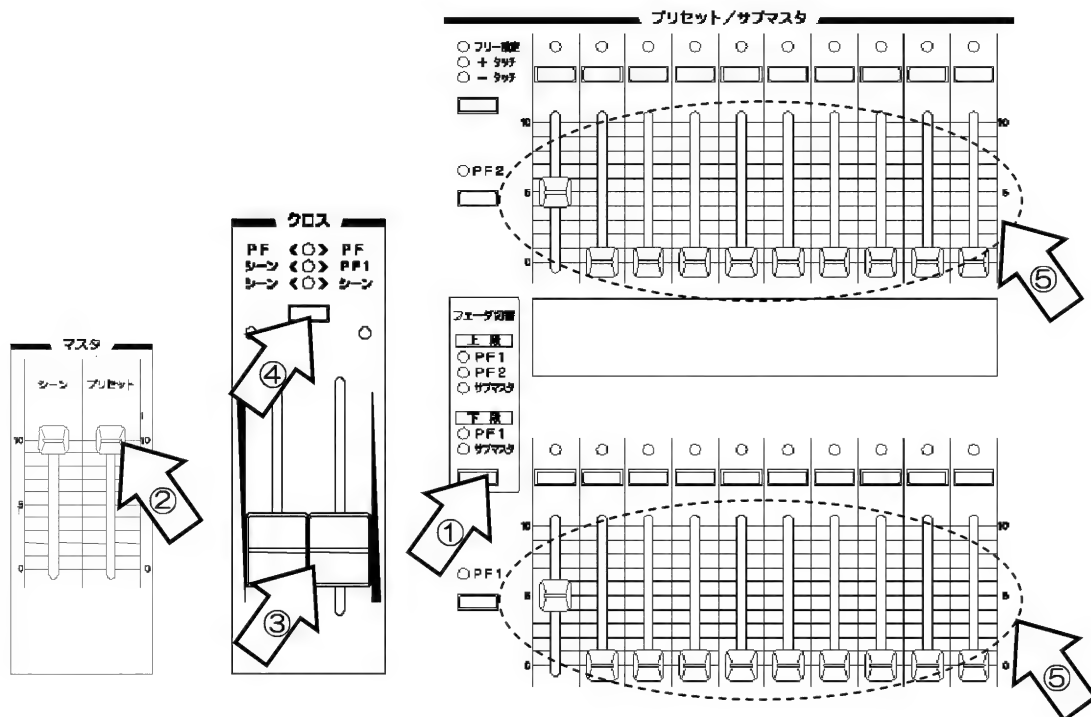 プリセット/サブマスタ
○フリー設定
○+タッチ
○-タッチ
10 10
○PF2
5 5
0 0
⑤
クロス
PF 《○》 PF
シーン《○》PF1
シーン《○》シーン
④
③
マスタ
シーン プリセット
10 10
5
0 0
②
フェーダ切替
上段
○PF1
○PF2
○サブマスタ
下段
○PF1
○サブマスタ
①
10 10
○PF1
5 5
0 0
⑤